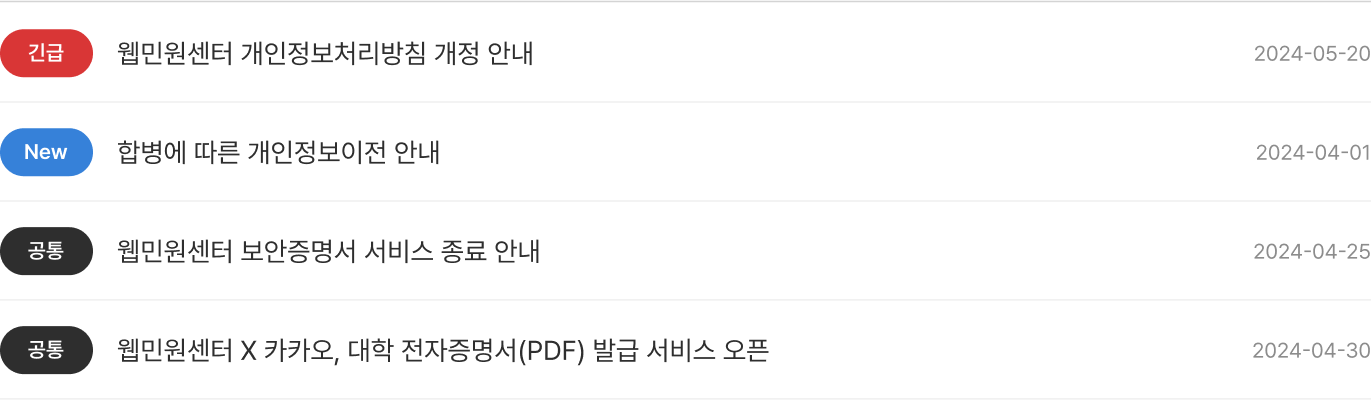 긴급 웹민원센터 개인정보처리방침 개정 안내 2024-05-20
New 합병에 따른 개인정보이전 안내 2024-04-01
공통 웹민원센터 보안증명서 서비스 종료 안내 2024-04-25
공통 웹민원센터 X 카카오, 대학 전자증명서(PDF) 발급 서비스 오픈 2024-04-30